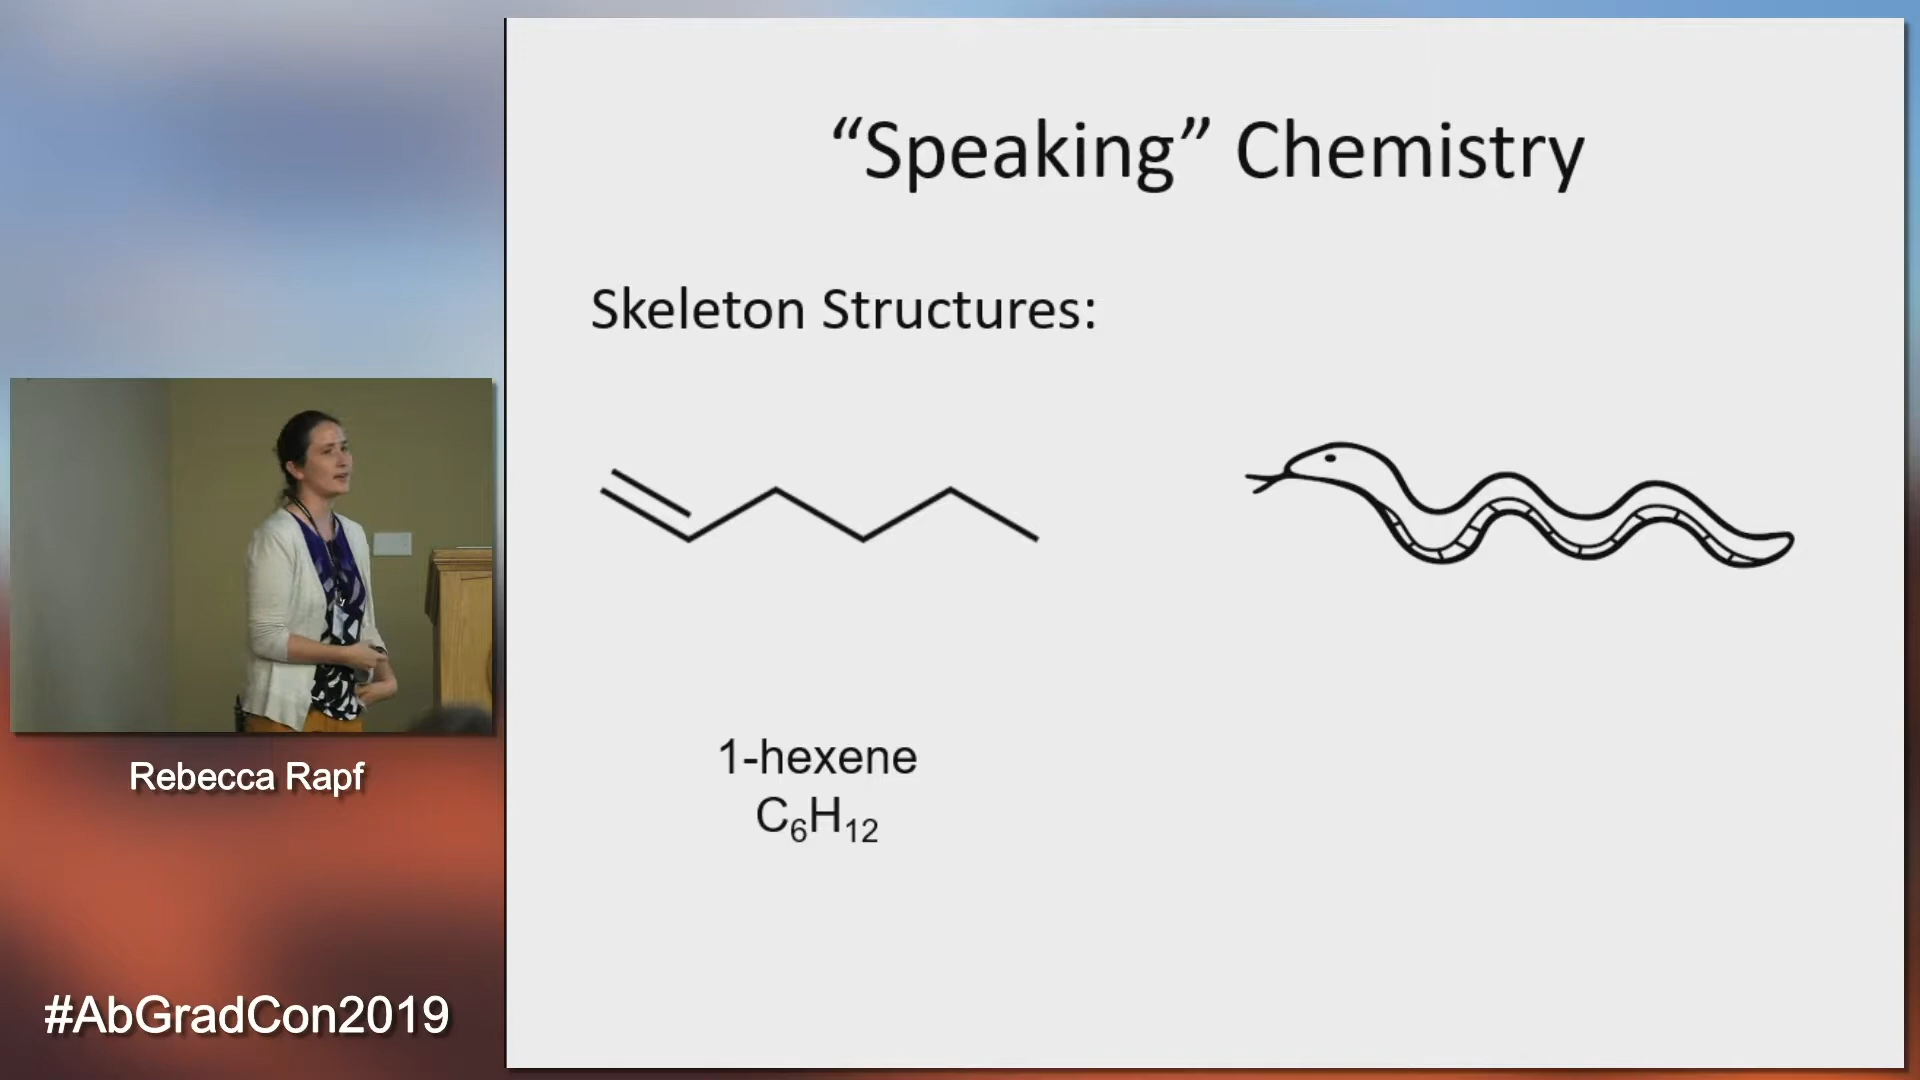 “Speaking” Chemistry
Skeleton Structures:
1-hexene
C₆H₁₂
Rebecca Rapf
#AbGradCon2019